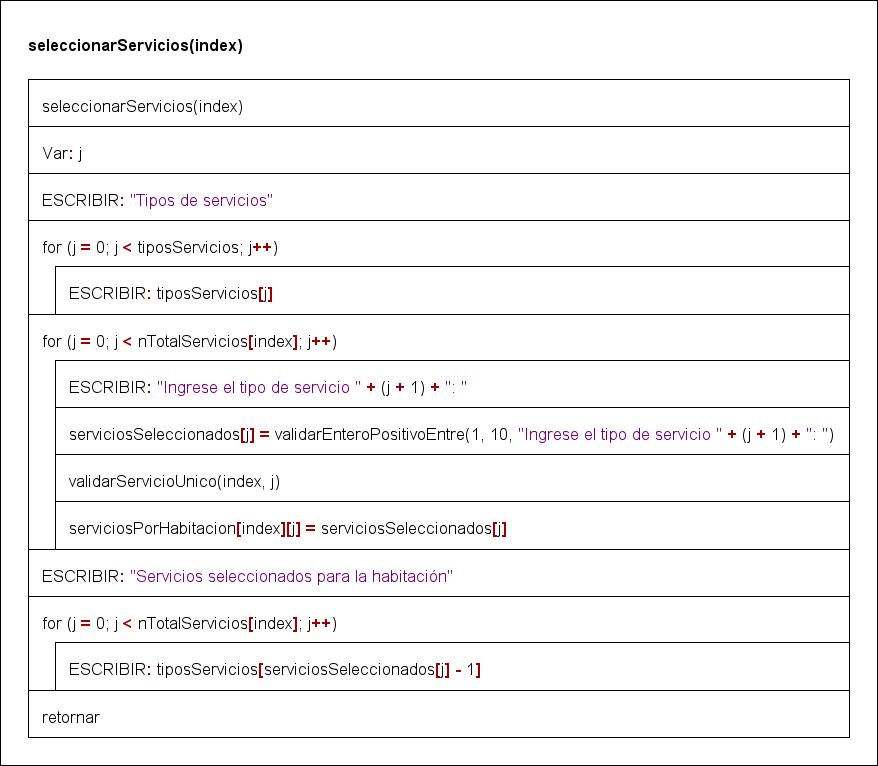 seleccionarServicios(index)
seleccionarServicios(index)
Var: j
ESCRIBIR: "Tipos de servicios"
for (j = 0; j < tiposServicios; j++)
ESCRIBIR: tiposServicios[j]
for (j = 0; j < nTotalServicios[index]; j++)
ESCRIBIR: "Ingrese el tipo de servicio " + (j + 1) + ": "
serviciosSeleccionados[j] = validarEnteroPositivoEntre(1, 10, "Ingrese el tipo de servicio " + (j + 1) + ": ")
validarServicioUnico(index, j)
serviciosPorHabitacion[index][j] = serviciosSeleccionados[j]
ESCRIBIR: "Servicios seleccionados para la habitación"
for (j = 0; j < nTotalServicios[index]; j++)
ESCRIBIR: tiposServicios[serviciosSeleccionados[j] - 1]
retornar